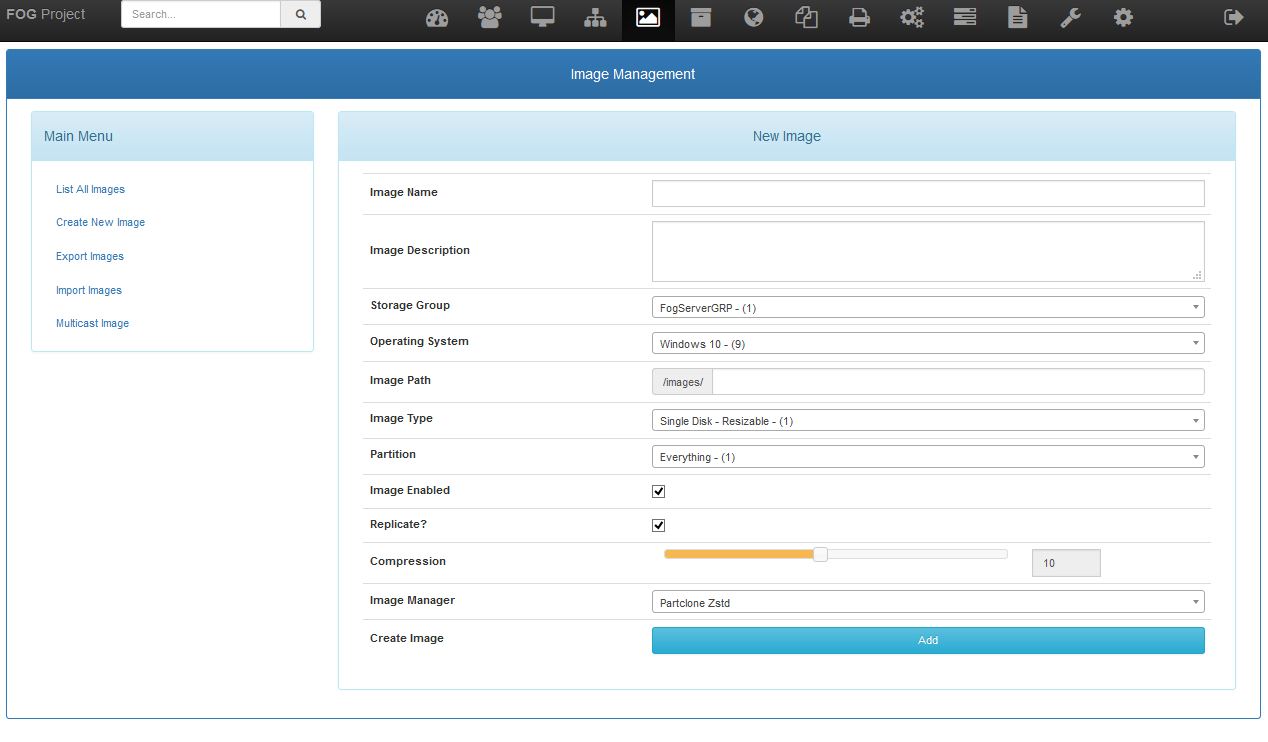 FOG Project
Search...
Image Management
Main Menu
List All Images
Create New Image
Export Images
Import Images
Multicast Image
New Image
Image Name
Image Description
Storage Group
FogServerGRP - (1)
Operating System
Windows 10 - (9)
Image Path
/images/
Image Type
Single Disk - Resizable - (1)
Partition
Everything - (1)
Image Enabled
Replicate?
Compression
10
Image Manager
Partclone Zstd
Create Image
Add